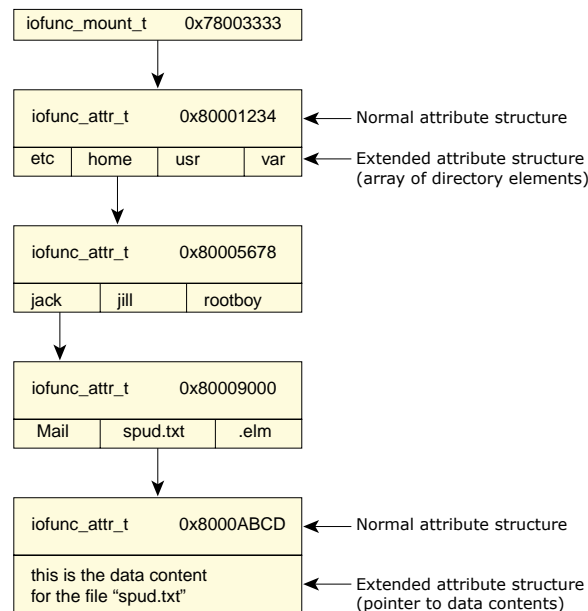 iofunc_mount_t 0x78003333
iofunc_attr_t 0x80001234
Normal attribute structure
etc home usr var
Extended attribute structure
(array of directory elements)
iofunc_attr_t 0x80005678
jack jill rootboy
iofunc_attr_t 0x80009000
Mail spud.txt .elm
iofunc_attr_t 0x8000ABCD
Normal attribute structure
this is the data content
for the file “spud.txt”
Extended attribute structure
(pointer to data contents)